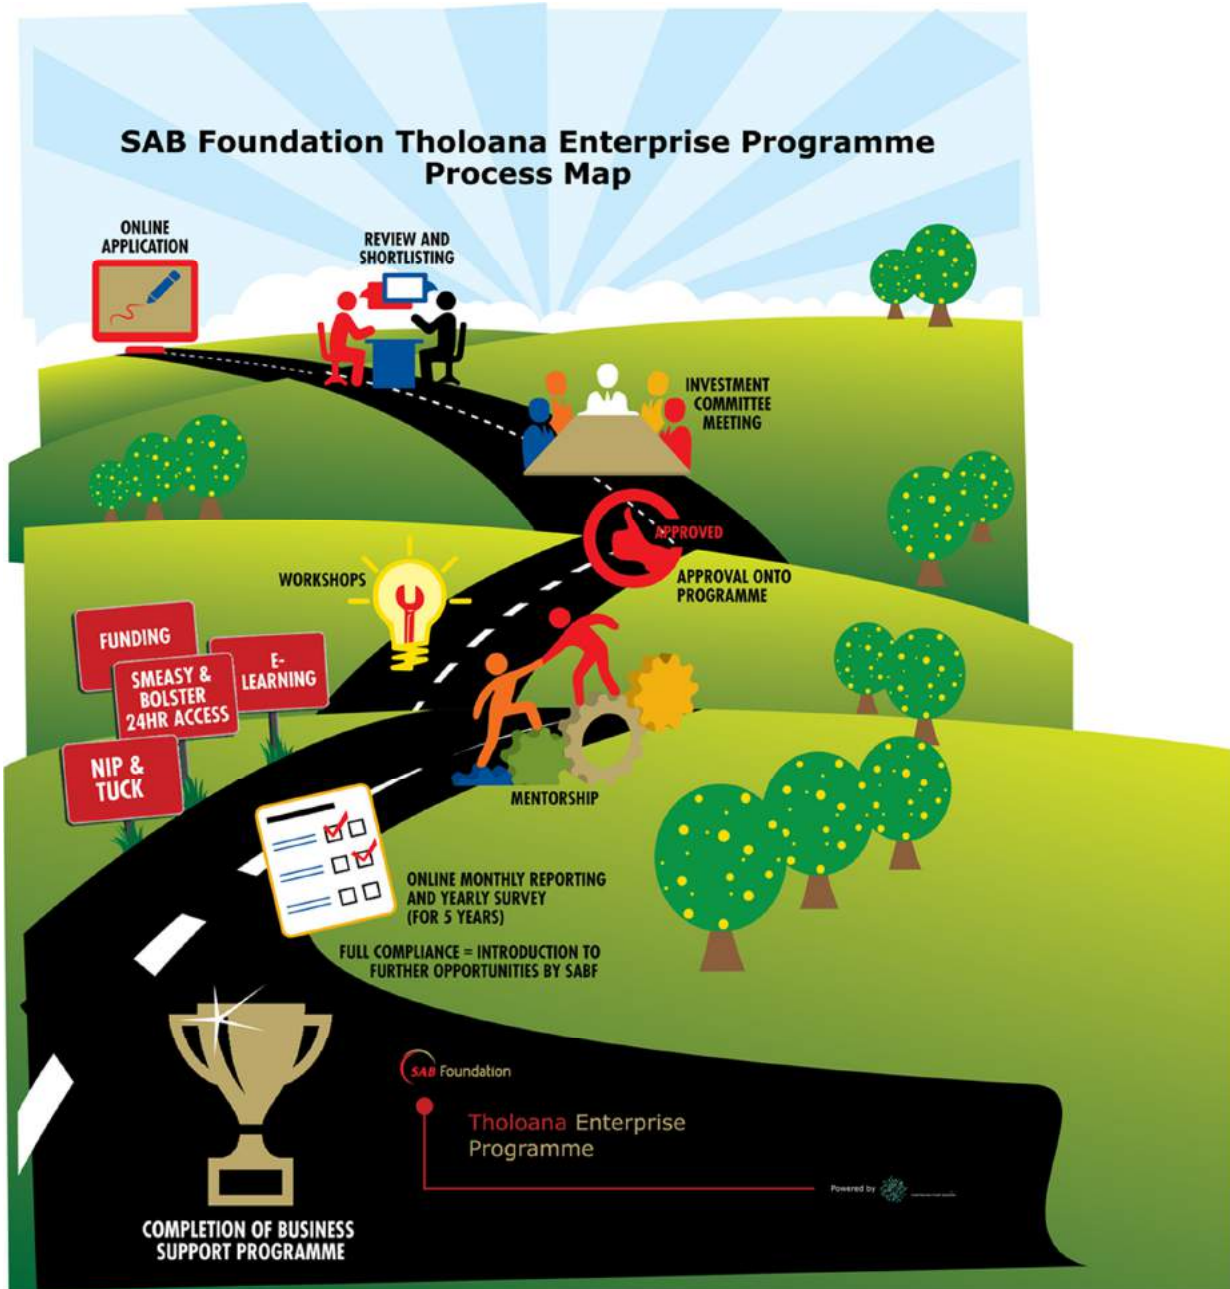 SAB Foundation Tholoana Enterprise Programme
Process Map
ONLINE
APPLICATION
REVIEW AND
SHORTLISTING
INVESTMENT
COMMITTEE
MEETING
APPROVED
APPROVAL ONTO
PROGRAMME
WORKSHOPS
FUNDING
E-
LEARNING
SMEASY &
BOLSTER
24HR ACCESS
NIP &
TUCK
MENTORSHIP
ONLINE MONTHLY REPORTING
AND YEARLY SURVEY
(FOR 5 YEARS)
FULL COMPLIANCE = INTRODUCTION TO
FURTHER OPPORTUNITIES BY SABF
SAB Foundation
Tholoana Enterprise
Programme
Powered by
COMPLETION OF BUSINESS
SUPPORT PROGRAMME